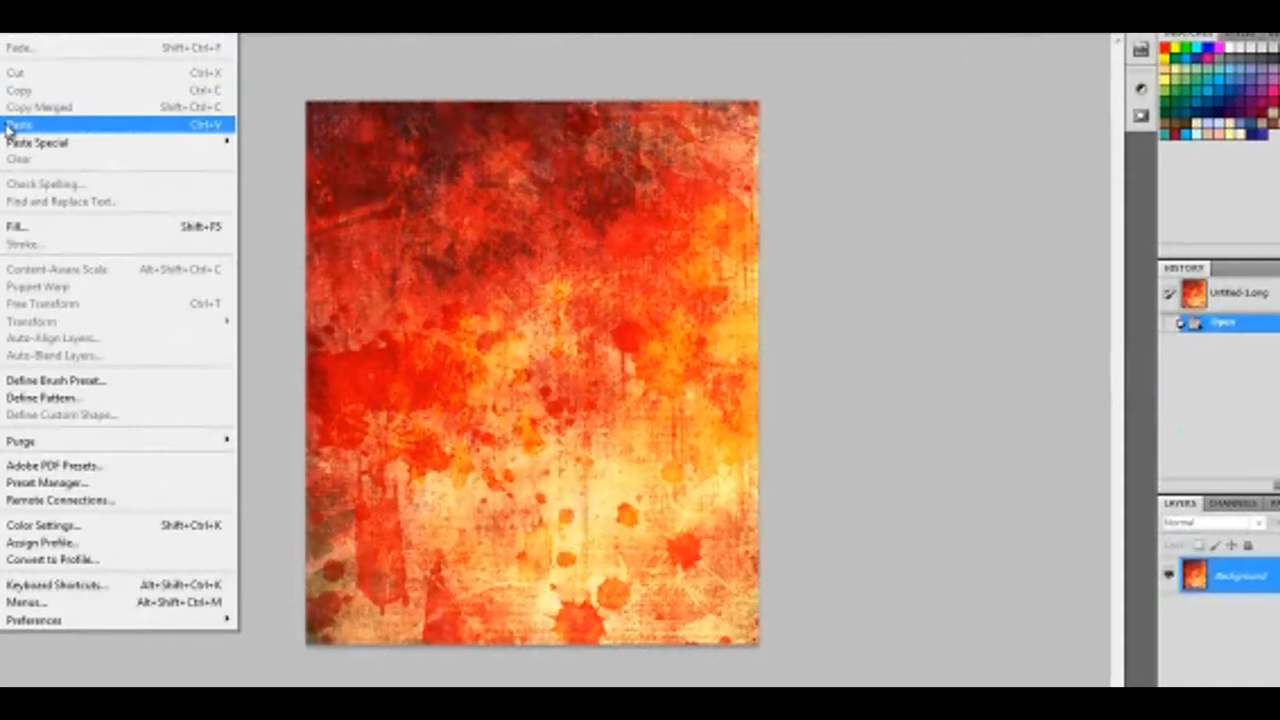 Fade... Shift+Ctrl+F
Cut Ctrl+X
Copy Ctrl+C
Copy Merged Shift+Ctrl+C
Paste Ctrl+V
Paste Special
Clear
Check Spelling...
Find and Replace Text...
Fill... Shift+F5
Stroke...
Content-Aware Scale Alt+Shift+Ctrl+C
Puppet Warp
Free Transform Ctrl+T
Transform
Auto-Align Layers...
Auto-Blend Layers...
Define Brush Preset...
Define Pattern...
Define Custom Shape...
Purge
Adobe PDF Presets...
Preset Manager...
Remote Connections...
Color Settings... Shift+Ctrl+K
Assign Profile...
Convert to Profile...
Keyboard Shortcuts... Alt+Shift+Ctrl+K
Menus... Alt+Shift+Ctrl+M
Preferences
HISTORY
Untitled-1.png
Open
LAYERS CHANNELS
Normal
Background